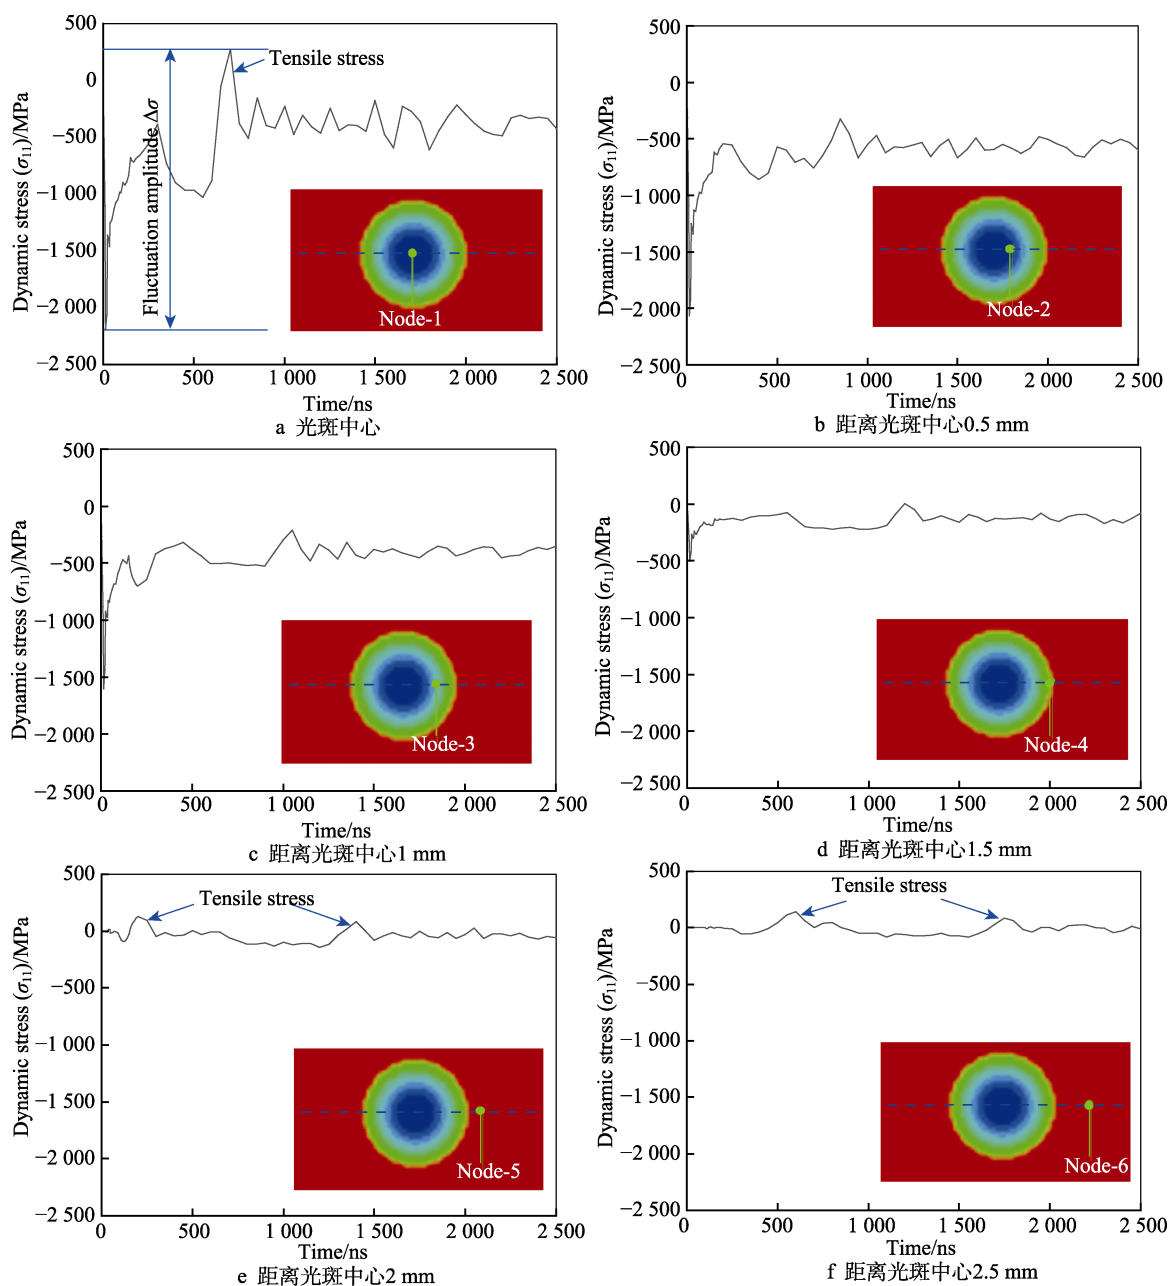 500
0
−500
−1 000
−1 500
−2 000
−2 500
Dynamic stress (σ11)/MPa
Fluctuation amplitude Δσ
Tensile stress
Node-1
0
500
1 000
1 500
2 000
2 500
Time/ns
a 光斑中心
500
0
−500
−1 000
−1 500
−2 000
−2 500
Dynamic stress (σ11)/MPa
Node-2
0
500
1 000
1 500
2 000
2 500
Time/ns
b 距离光斑中心0.5 mm
500
0
−500
−1 000
−1 500
−2 000
−2 500
Dynamic stress (σ11)/MPa
Node-3
0
500
1 000
1 500
2 000
2 500
Time/ns
c 距离光斑中心1 mm
500
0
−500
−1 000
−1 500
−2 000
−2 500
Dynamic stress (σ11)/MPa
Node-4
0
500
1 000
1 500
2 000
2 500
Time/ns
d 距离光斑中心1.5 mm
500
0
−500
−1 000
−1 500
−2 000
−2 500
Dynamic stress (σ11)/MPa
Tensile stress
Node-5
0
500
1 000
1 500
2 000
2 500
Time/ns
e 距离光斑中心2 mm
500
0
−500
−1 000
−1 500
−2 000
−2 500
Dynamic stress (σ11)/MPa
Tensile stress
Node-6
0
500
1 000
1 500
2 000
2 500
Time/ns
f 距离光斑中心2.5 mm